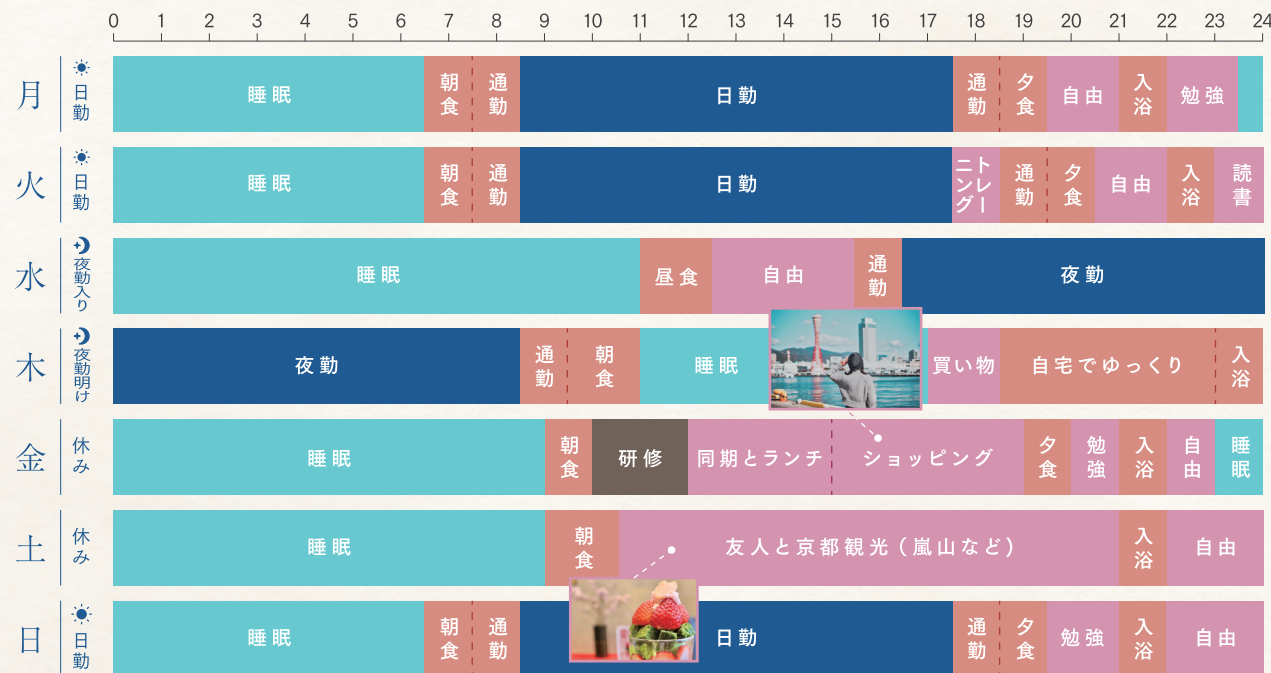 0 1 2 3 4 5 6 7 8 9 10 11 12 13 14 15 16 17 18 19 20 21 22 23 24
月 日勤 睡眠 朝食 通勤 日勤 通勤 夕食 自由 入浴 勉強
火 日勤 睡眠 朝食 通勤 日勤 トレーニング 通勤 夕食 自由 入浴 読書
水 夜勤入り 睡眠 昼食 自由 通勤 夜勤
木 夜勤明け 夜勤 通勤 朝食 睡眠 買い物 自宅でゆっくり 入浴
金 休み 睡眠 朝食 研修 同期とランチ ショッピング 夕食 勉強 入浴 自由 睡眠
土 休み 睡眠 朝食 友人と京都観光（嵐山など） 入浴 自由
日 日勤 睡眠 朝食 通勤 日勤 通勤 夕食 勉強 入浴 自由